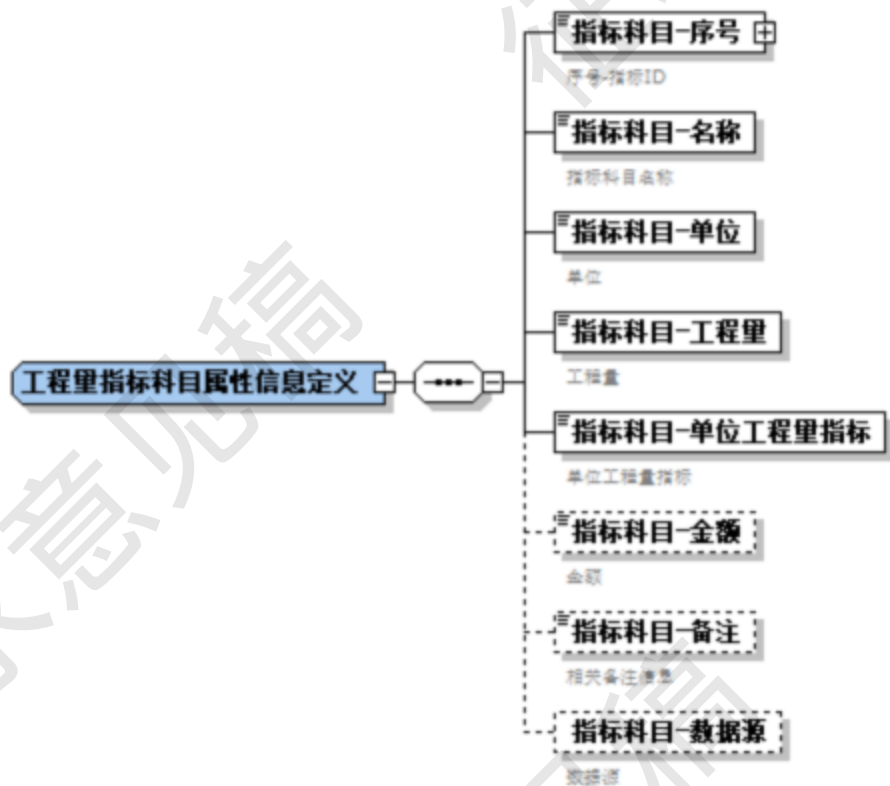 指标科目-序号
序号-指标ID
指标科目-名称
指标科目名称
指标科目-单位
单位
指标科目-工程量
工程量
工程量指标科目属性信息定义
指标科目-单位工程量指标
单位工程量指标
指标科目-金额
金额
指标科目-备注
相关备注信息
指标科目-数据源
数据源
求意见稿